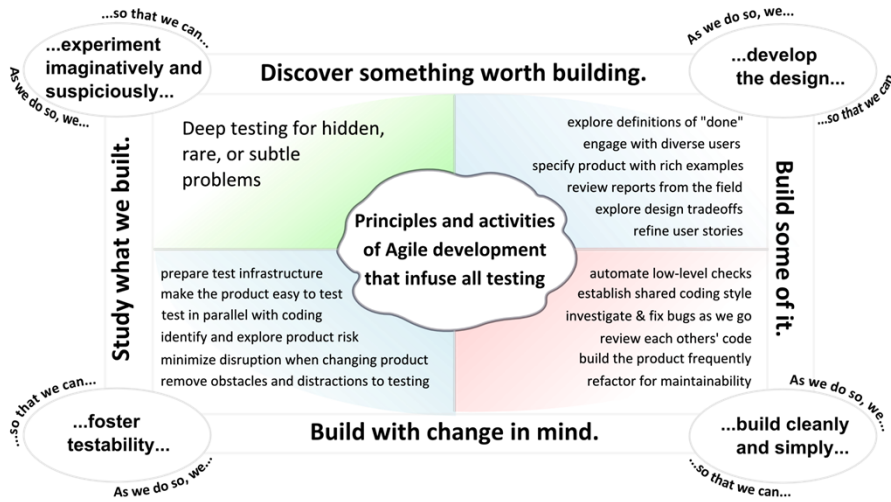 ...so that we can...
...experiment
imaginatively and
suspiciously...
As we do so, we...
Discover something worth building.
As we do so, we...
...develop
the design...
...so that we can...
Study what we built.
Deep testing for hidden,
rare, or subtle
problems
explore definitions of "done"
engage with diverse users
specify product with rich examples
review reports from the field
explore design tradeoffs
refine user stories
Build some of it.
Principles and activities
of Agile development
that infuse all testing
prepare test infrastructure
make the product easy to test
test in parallel with coding
identify and explore product risk
minimize disruption when changing product
remove obstacles and distractions to testing
automate low-level checks
establish shared coding style
investigate & fix bugs as we go
review each others' code
build the product frequently
refactor for maintainability
...so that we can...
...foster
testability...
As we do so, we...
Build with change in mind.
As we do so, we...
...build cleanly
and simply...
...so that we can...